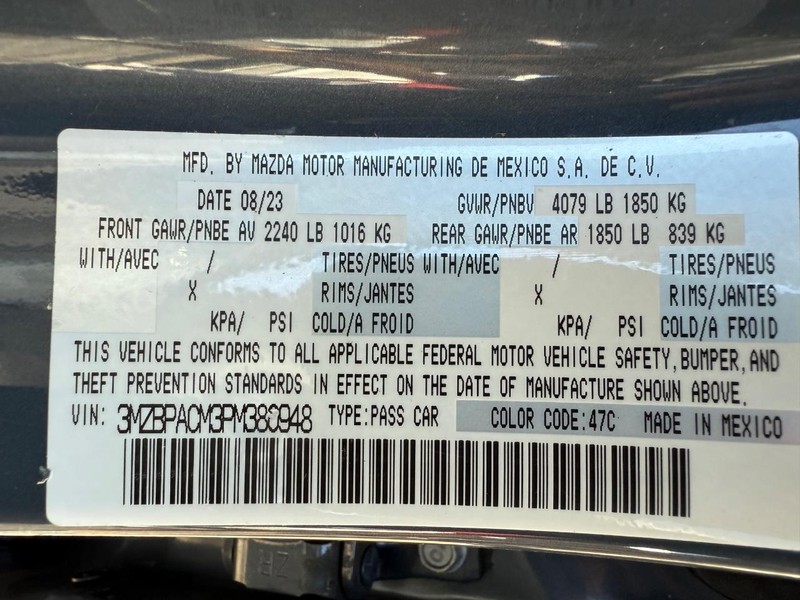 MFD. BY MAZDA MOTOR MANUFACTURING DE MEXICO S.A. DE C.V.
DATE 08/23 GVWR/PNBV 4079 LB 1850 KG
FRONT GAWR/PNBE AV 2240 LB 1016 KG REAR GAWR/PNBE AR 1850 LB 839 KG
WITH/AVEC / TIRES/PNEUS WITH/AVEC / TIRES/PNEUS
X RIMS/JANTES X RIMS/JANTES
KPA/ PSI COLD/A FROID KPA/ PSI COLD/A FROID
THIS VEHICLE CONFORMS TO ALL APPLICABLE FEDERAL MOTOR VEHICLE SAFETY, BUMPER, AND
THEFT PREVENTION STANDARDS IN EFFECT ON THE DATE OF MANUFACTURE SHOWN ABOVE.
VIN: TYPE:PASS CAR COLOR CODE:47C MADE IN MEXICO
ZR